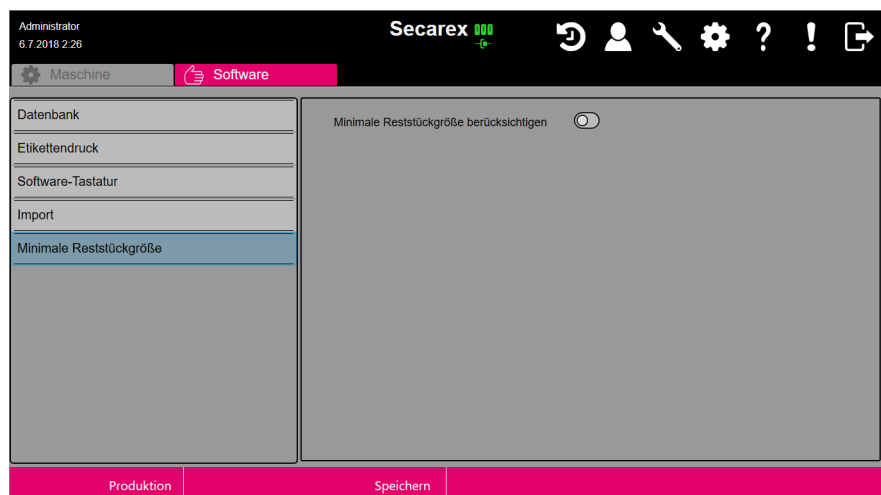 Administrator
6.7.2018 2:26
Secarex
?
!
Maschine
Software
Datenbank
Etikettendruck
Software-Tastatur
Import
Minimale Reststückgröße
Minimale Reststückgröße berücksichtigen
Produktion
Speichern